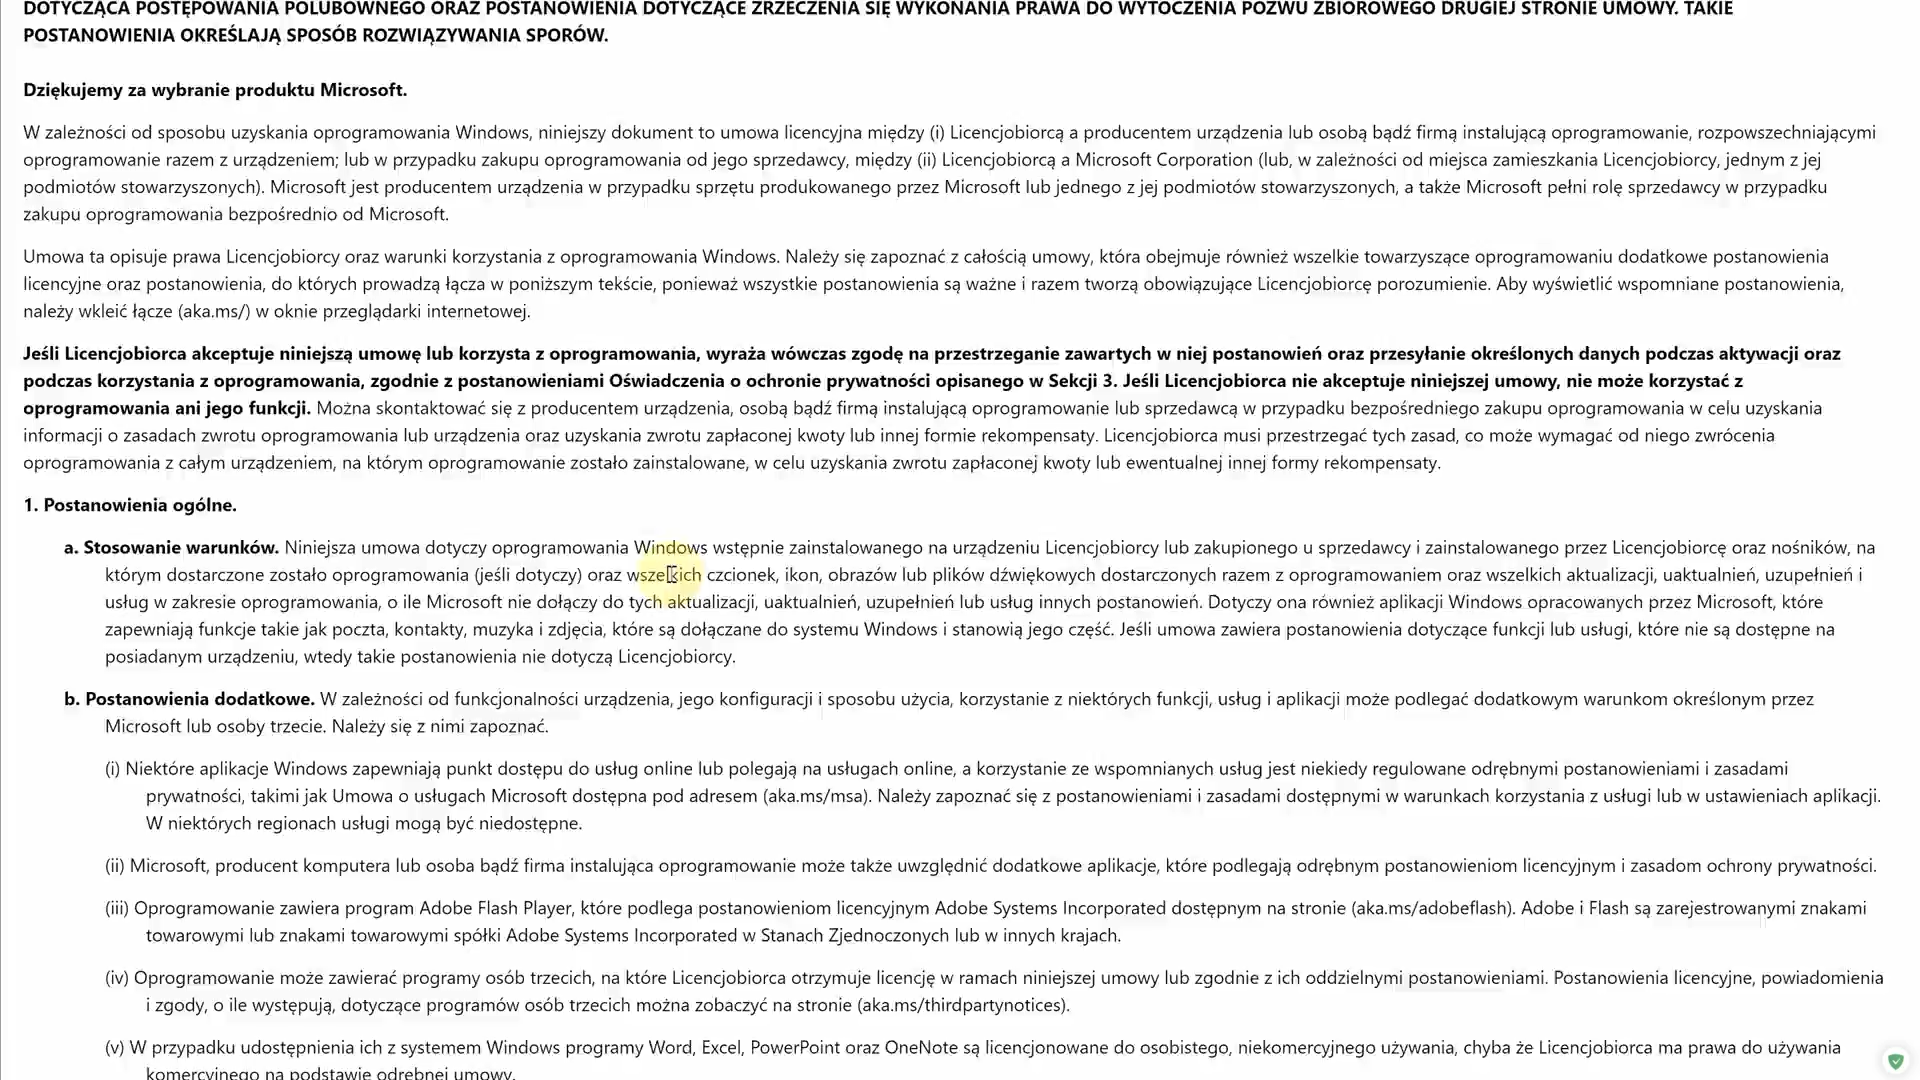 DOTYCZĄCA POSTĘPOWANIA POLUBOWNEGO ORAZ POSTANOWIENIA DOTYCZĄCE ZRZECZENIA SIĘ WYKONANIA PRAWA DO WYTOCZENIA POZWU ZBIOROWEGO DRUGIEJ STRONIE UMOWY. TAKIE
POSTANOWIENIA OKREŚLAJĄ SPOSÓB ROZWIĄZYWANIA SPORÓW.
Dziękujemy za wybranie produktu Microsoft.
W zależności od sposobu uzyskania oprogramowania Windows, niniejszy dokument to umowa licencyjna między (i) Licencjobiorcą a producentem urządzenia lub osobą bądź firmą instalującą oprogramowanie, rozpowszechniającymi
oprogramowanie razem z urządzeniem; lub w przypadku zakupu oprogramowania od jego sprzedawcy, między (ii) Licencjobiorcą a Microsoft Corporation (lub, w zależności od miejsca zamieszkania Licencjobiorcy, jednym z jej
podmiotów stowarzyszonych). Microsoft jest producentem urządzenia w przypadku sprzętu produkowanego przez Microsoft lub jednego z jej podmiotów stowarzyszonych, a także Microsoft pełni rolę sprzedawcy w przypadku
zakupu oprogramowania bezpośrednio od Microsoft.
Umowa ta opisuje prawa Licencjobiorcy oraz warunki korzystania z oprogramowania Windows. Należy się zapoznać z całością umowy, która obejmuje również wszelkie towarzyszące oprogramowaniu dodatkowe postanowienia
licencyjne oraz postanowienia, do których prowadzą łącza w poniższym tekście, ponieważ wszystkie postanowienia są ważne i razem tworzą obowiązujące Licencjobiorcę porozumienie. Aby wyświetlić wspomniane postanowienia,
należy wkleić łącze (aka.ms/) w oknie przeglądarki internetowej.
Jeśli Licencjobiorca akceptuje niniejszą umowę lub korzysta z oprogramowania, wyraża wówczas zgodę na przestrzeganie zawartych w niej postanowień oraz przesyłanie określonych danych podczas aktywacji oraz
podczas korzystania z oprogramowania, zgodnie z postanowieniami Oświadczenia o ochronie prywatności opisanego w Sekcji 3. Jeśli Licencjobiorca nie akceptuje niniejszej umowy, nie może korzystać z
oprogramowania ani jego funkcji. Można skontaktować się z producentem urządzenia, osobą bądź firmą instalującą oprogramowanie lub sprzedawcą w przypadku bezpośredniego zakupu oprogramowania w celu uzyskania
informacji o zasadach zwrotu oprogramowania lub urządzenia oraz uzyskania zwrotu zapłaconej kwoty lub innej formie rekompensaty. Licencjobiorca musi przestrzegać tych zasad, co może wymagać od niego zwrócenia
oprogramowania z całym urządzeniem, na którym oprogramowanie zostało zainstalowane, w celu uzyskania zwrotu zapłaconej kwoty lub ewentualnej innej formy rekompensaty.
1. Postanowienia ogólne.
a. Stosowanie warunków. Niniejsza umowa dotyczy oprogramowania Windows wstępnie zainstalowanego na urządzeniu Licencjobiorcy lub zakupionego u sprzedawcy i zainstalowanego przez Licencjobiorcę oraz nośników, na
którym dostarczone zostało oprogramowania (jeśli dotyczy) oraz wszelkich czcionek, ikon, obrazów lub plików dźwiękowych dostarczonych razem z oprogramowaniem oraz wszelkich aktualizacji, uaktualnień, uzupełnień i
usług w zakresie oprogramowania, o ile Microsoft nie dołączy do tych aktualizacji, uaktualnień, uzupełnień lub usług innych postanowień. Dotyczy ona również aplikacji Windows opracowanych przez Microsoft, które
zapewniają funkcje takie jak poczta, kontakty, muzyka i zdjęcia, które są dołączane do systemu Windows i stanowią jego część. Jeśli umowa zawiera postanowienia dotyczące funkcji lub usługi, które nie są dostępne na
posiadanym urządzeniu, wtedy takie postanowienia nie dotyczą Licencjobiorcy.
b. Postanowienia dodatkowe. W zależności od funkcjonalności urządzenia, jego konfiguracji i sposobu użycia, korzystanie z niektórych funkcji, usług i aplikacji może podlegać dodatkowym warunkom określonym przez
Microsoft lub osoby trzecie. Należy się z nimi zapoznać.
(i) Niektóre aplikacje Windows zapewniają punkt dostępu do usług online lub polegają na usługach online, a korzystanie ze wspomnianych usług jest niekiedy regulowane odrębnymi postanowieniami i zasadami
prywatności, takimi jak Umowa o usługach Microsoft dostępna pod adresem (aka.ms/msa). Należy zapoznać się z postanowieniami i zasadami dostępnymi w warunkach korzystania z usługi lub w ustawieniach aplikacji.
W niektórych regionach usługi mogą być niedostępne.
(ii) Microsoft, producent komputera lub osoba bądź firma instalująca oprogramowanie może także uwzględnić dodatkowe aplikacje, które podlegają odrębnym postanowieniom licencyjnym i zasadom ochrony prywatności.
(iii) Oprogramowanie zawiera program Adobe Flash Player, które podlega postanowieniom licencyjnym Adobe Systems Incorporated dostępnym na stronie (aka.ms/adobeflash). Adobe i Flash są zarejestrowanymi znakami
towarowymi lub znakami towarowymi spółki Adobe Systems Incorporated w Stanach Zjednoczonych lub w innych krajach.
(iv) Oprogramowanie może zawierać programy osób trzecich, na które Licencjobiorca otrzymuje licencję w ramach niniejszej umowy lub zgodnie z ich oddzielnymi postanowieniami. Postanowienia licencyjne, powiadomienia
i zgody, o ile występują, dotyczące programów osób trzecich można zobaczyć na stronie (aka.ms/thirdpartynotices).
(v) W przypadku udostępnienia ich z systemem Windows programy Word, Excel, PowerPoint oraz OneNote są licencjonowane do osobistego, niekomercyjnego używania, chyba że Licencjobiorca ma prawa do używania
komercyjnego na podstawie odrębnej umowy.